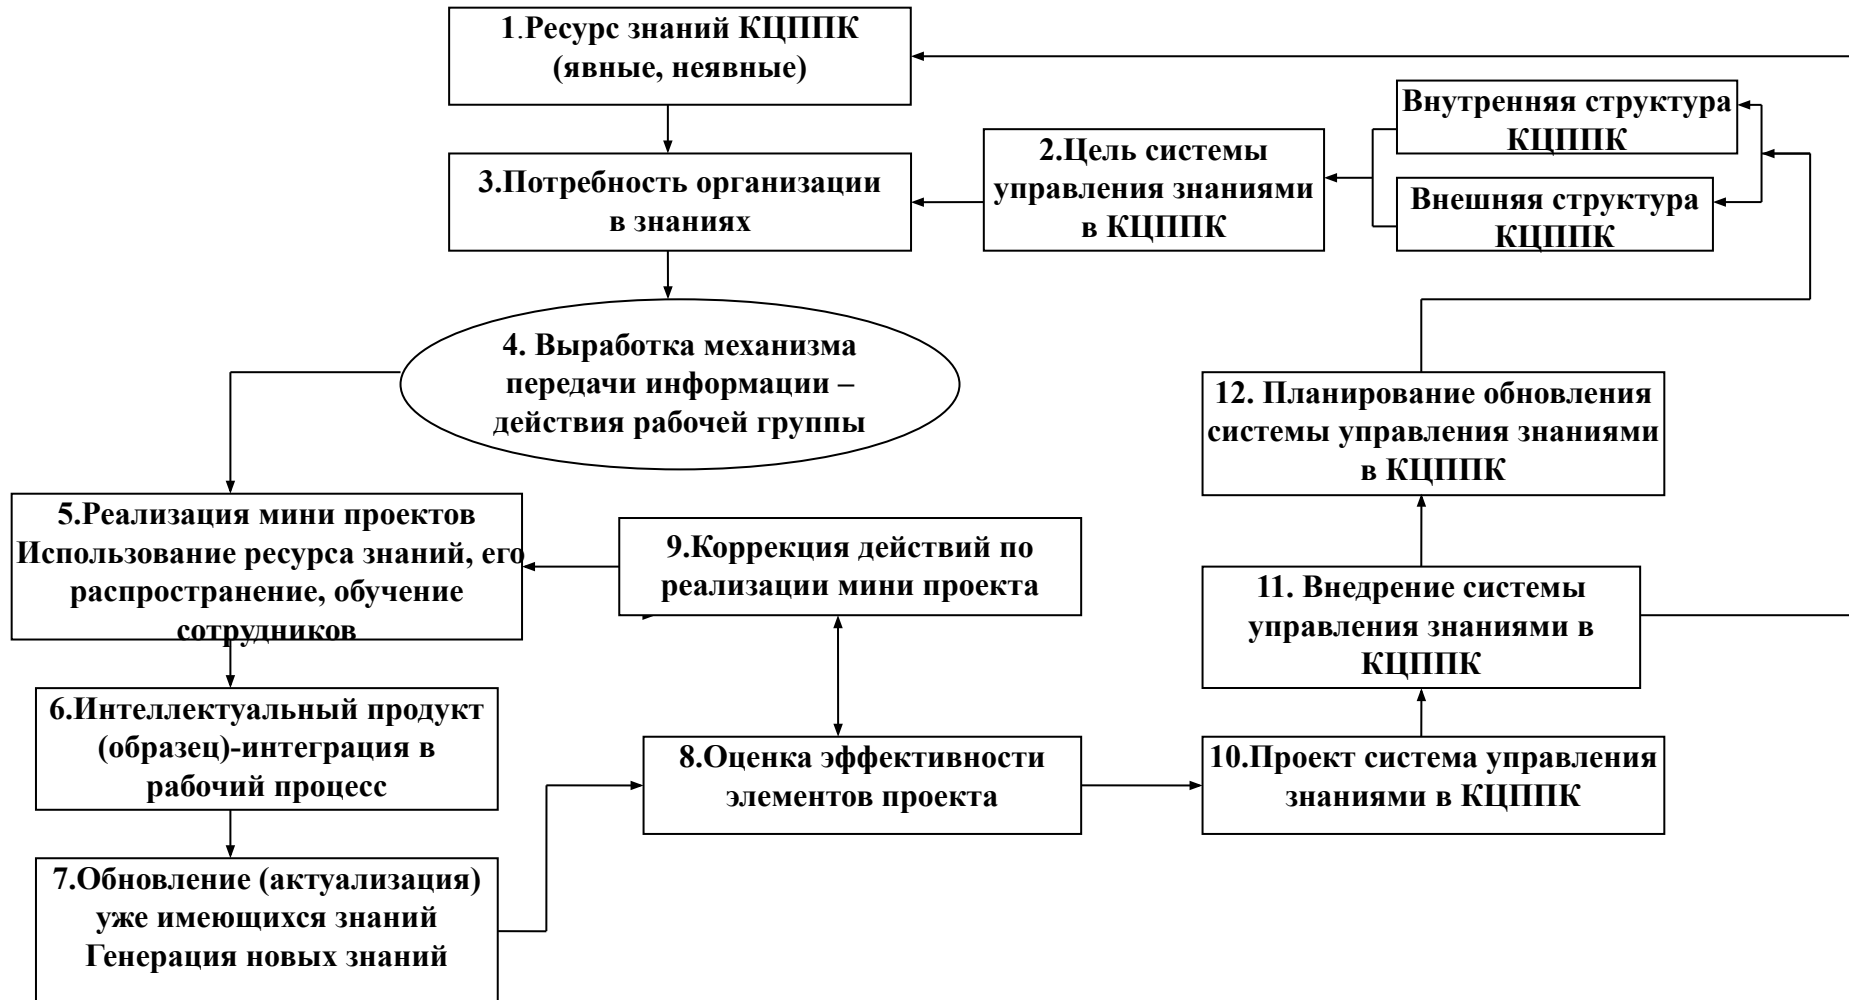 1.Ресурс знаний КЦППК
(явные, неявные)
Внутренняя структура
КЦППК
2.Цель системы
управления знаниями
в КЦППК
3.Потребность организации
в знаниях
Внешняя структура
КЦППК
4. Выработка механизма
передачи информации –
действия рабочей группы
12. Планирование обновления
системы управления знаниями
в КЦППК
5.Реализация мини проектов
Использование ресурса знаний, его
распространение, обучение
сотрудников
9.Коррекция действий по
реализации мини проекта
11. Внедрение системы
управления знаниями в
КЦППК
6.Интеллектуальный продукт
(образец)-интеграция в
рабочий процесс
8.Оценка эффективности
элементов проекта
10.Проект система управления
знаниями в КЦППК
7.Обновление (актуализация)
уже имеющихся знаний
Генерация новых знаний